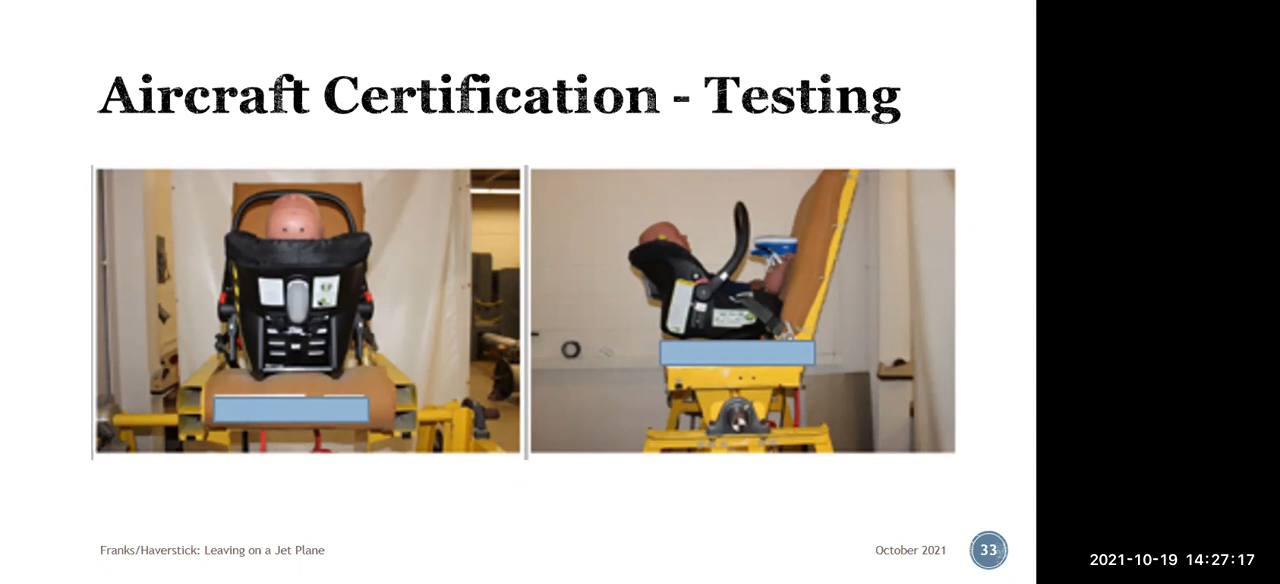 Aircraft Certification - Testing
Franks/Haverstick: Leaving on a Jet Plane
October 2021
33
2021-10-19 14:27:17